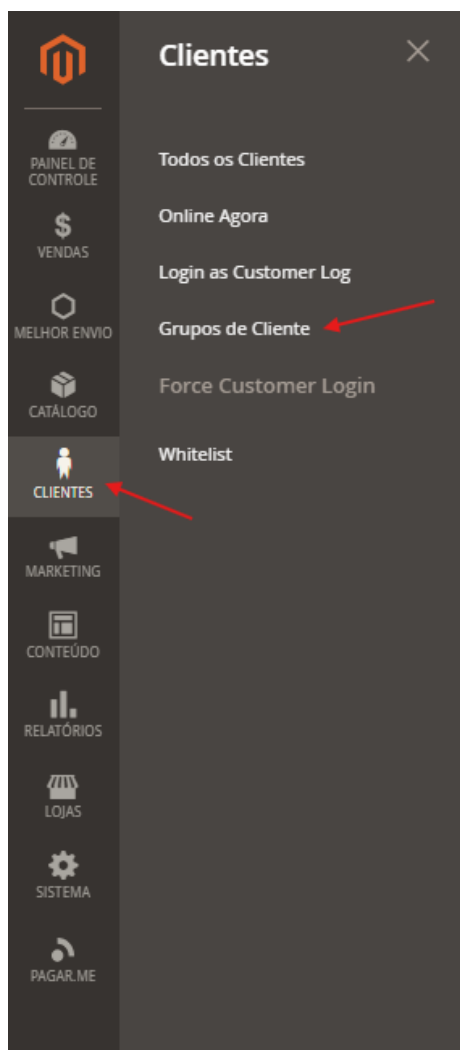 Clientes
PAINEL DE
CONTROLE
VENDAS
MELHOR ENVIO
CATÁLOGO
CLIENTES
MARKETING
CONTEÚDO
RELATÓRIOS
LOJAS
SISTEMA
PAGAR.ME
Todos os Clientes
Online Agora
Login as Customer Log
Grupos de Cliente
Force Customer Login
Whitelist